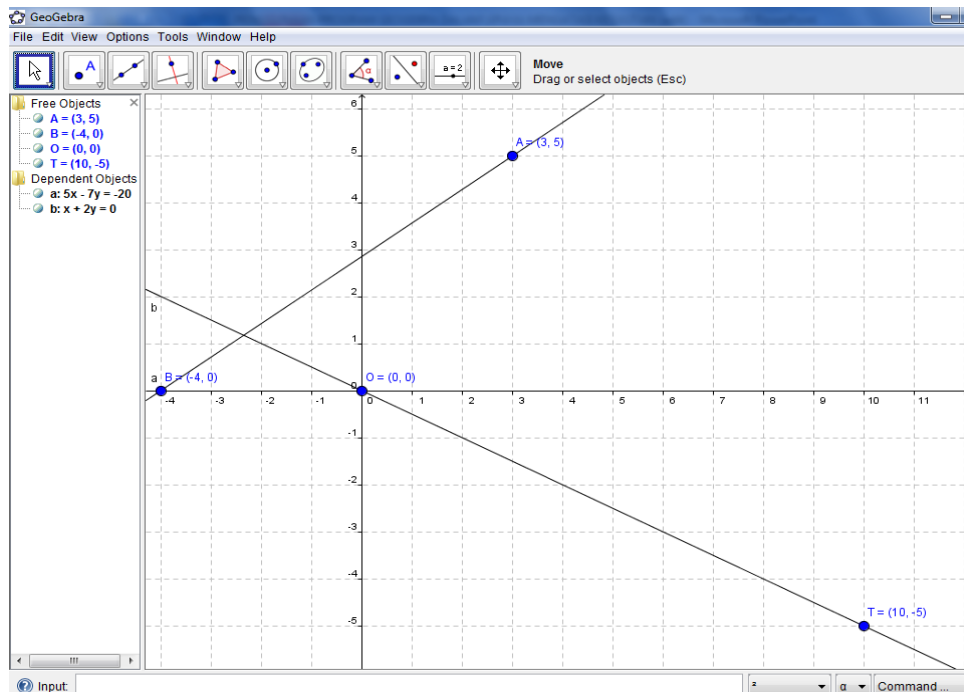 GeoGebra
File Edit View Options Tools Window Help
A
α
a = 2
Move
Drag or select objects (Esc)
Free Objects
A = (3, 5)
B = (-4, 0)
O = (0, 0)
T = (10, -5)
Dependent Objects
a: 5x - 7y = -20
b: x + 2y = 0
6
5
4
3
2
1
0
-1
-2
-3
-4
-5
-4 -3 -2 -1 0 1 2 3 4 5 6 7 8 9 10 11
A = (3, 5)
b
a
B = (-4, 0)
O = (0, 0)
T = (10, -5)
Input:
² α Command ...